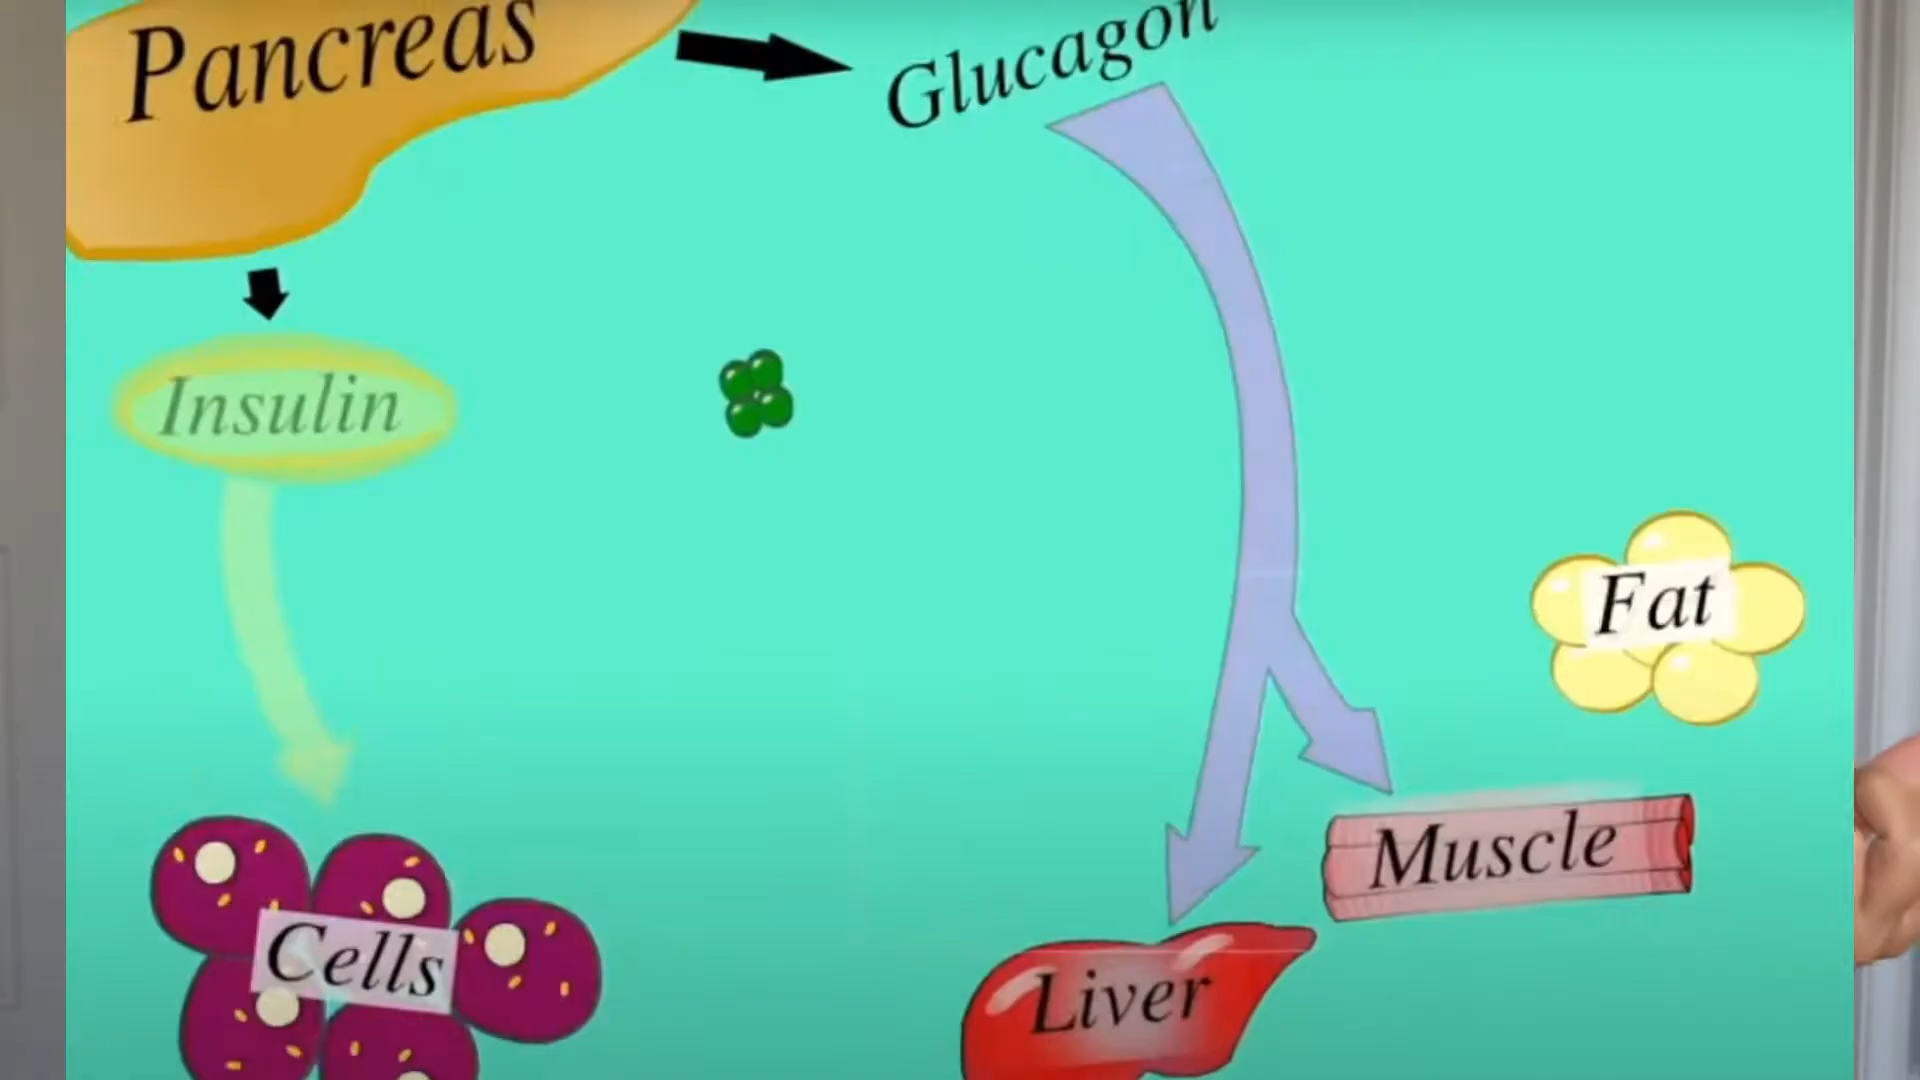 Pancreas
Glucagon
Insulin
Fat
Muscle
Cells
Liver